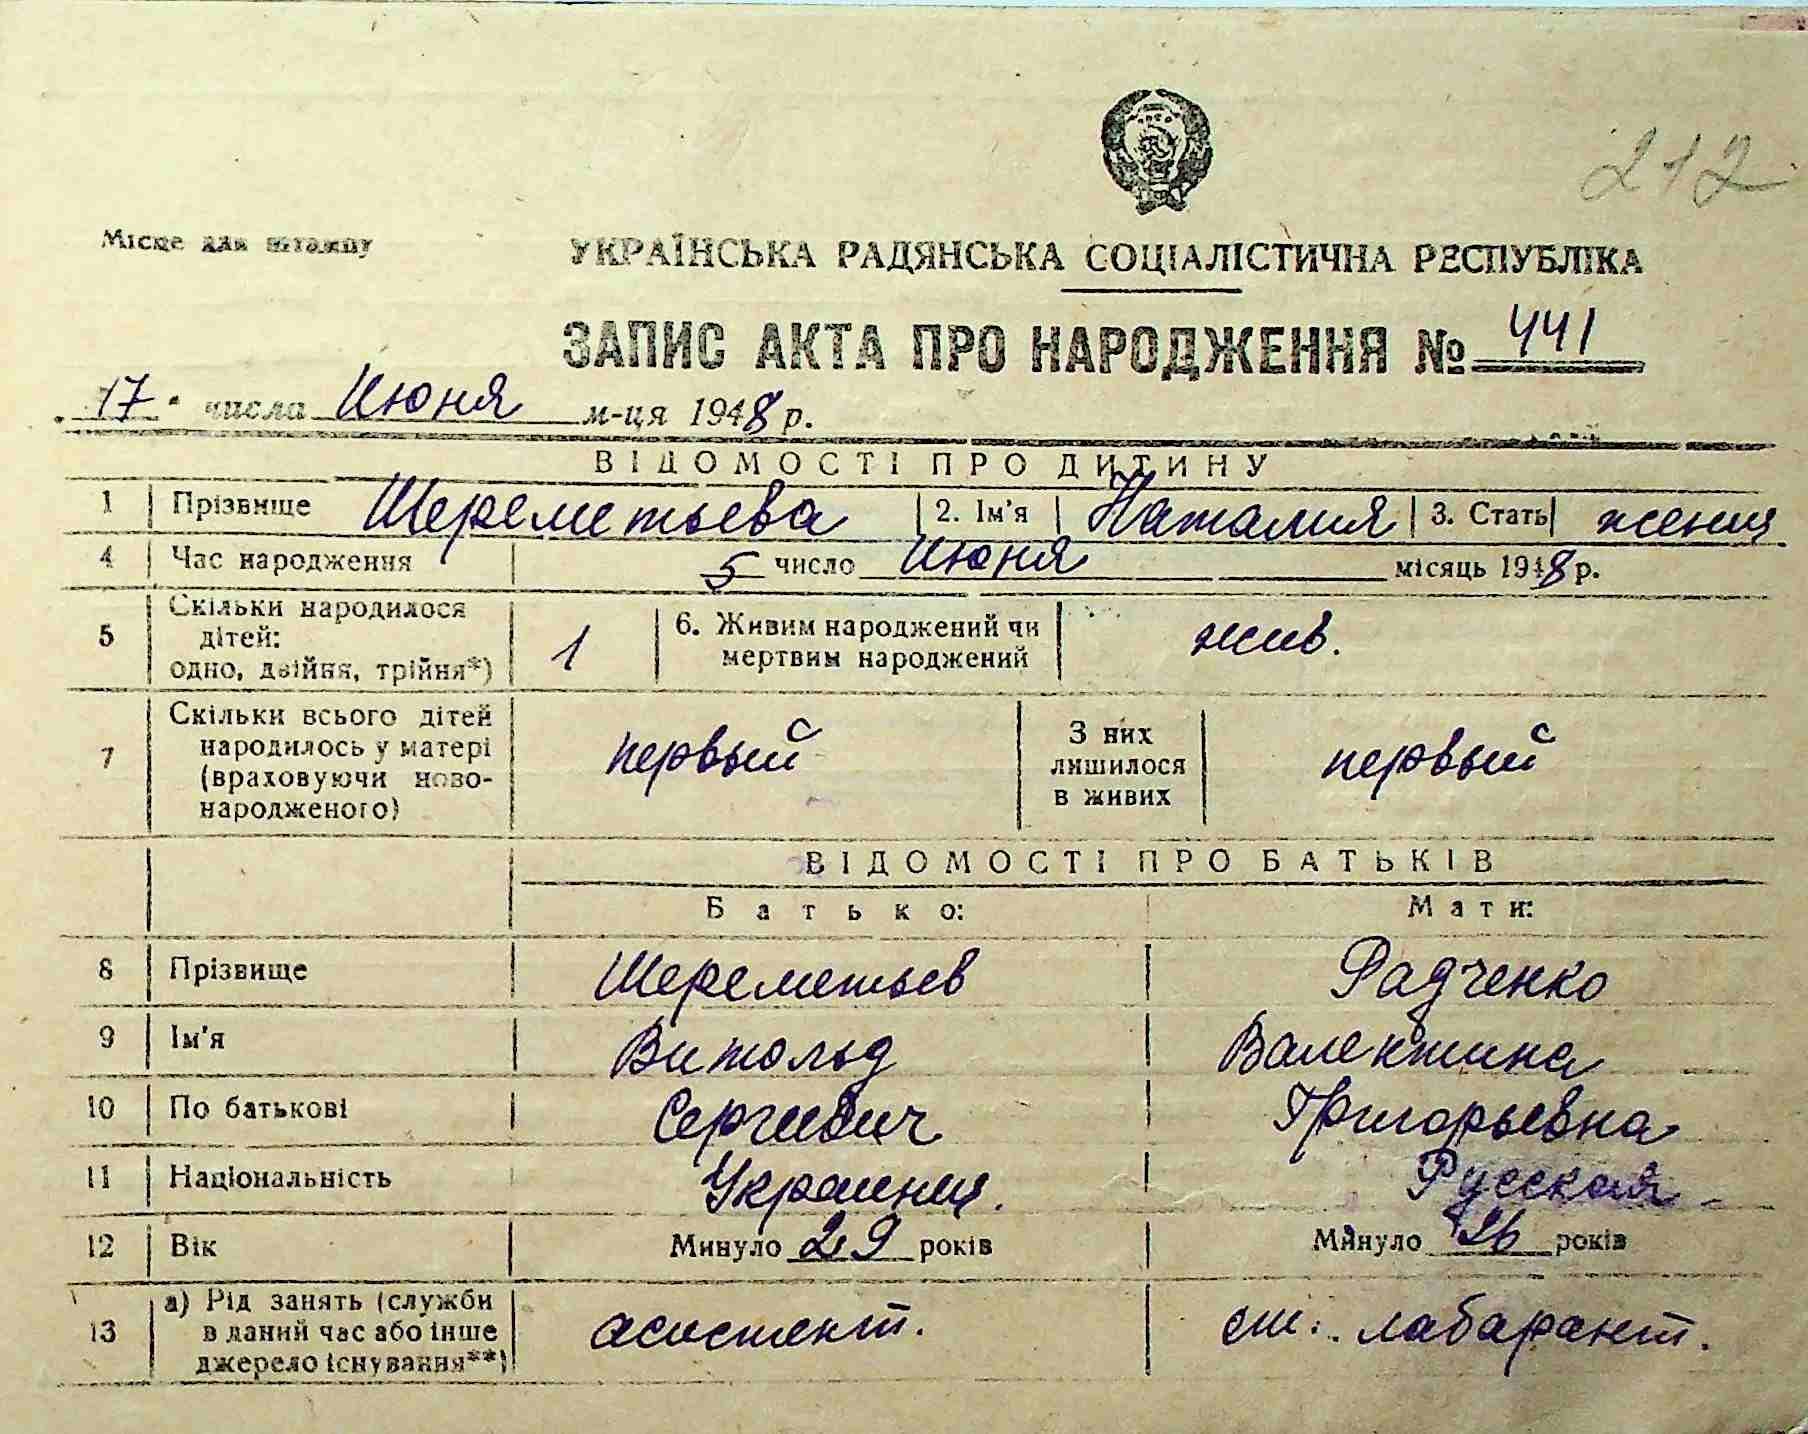 212
Місце для штампу
УКРАЇНСЬКА РАДЯНСЬКА СОЦІАЛІСТИЧНА РЕСПУБЛІКА
ЗАПИС АКТА ПРО НАРОДЖЕННЯ № 441
17 числа Июня м-ця 1948 р.
ВІДОМОСТІ ПРО ДИТИНУ
1 Прізвище Шереметьева 2. Ім'я Наталия 3. Стать женщ.
4 Час народження 5 число Июня місяць 1948 р.
5 Скільки народилося дітей: одно, двійня, трійня*) 1 6. Живим народжений чи мертвим народжений жив.
7 Скільки всього дітей народилось у матері (враховуючи ново-народженого) первый З них лишилося в живих первый
ВІДОМОСТІ ПРО БАТЬКІВ
Батько: Мати:
8 Прізвище Шереметьев Радченко
9 Ім'я Витольд Валентина
10 По батькові Сергиевич Григорьевна
11 Національність Украинец. Русская
12 Вік Минуло 29 років Минуло 26 років
13 а) Рід занять (служби в даний час або інше джерело існування**) асистент. ст. лабарант.